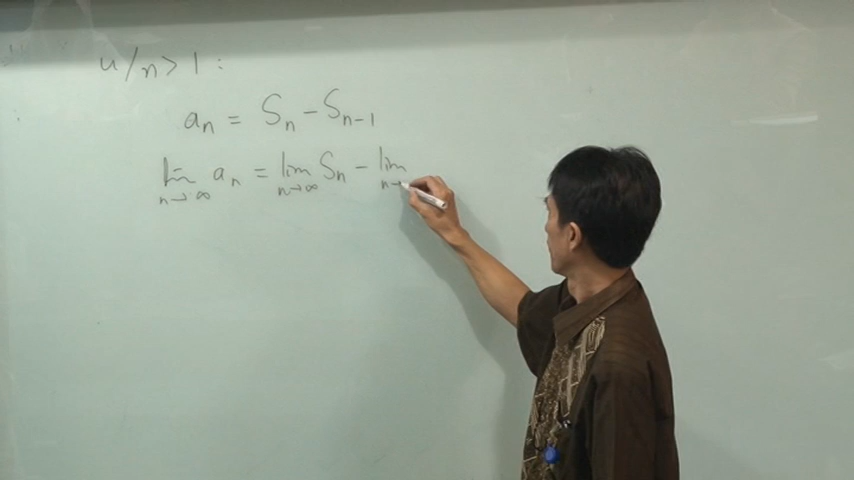 u/n > 1 :
aₙ = Sₙ − Sₙ₋₁
lim n→∞ aₙ = lim n→∞ Sₙ − lim n→